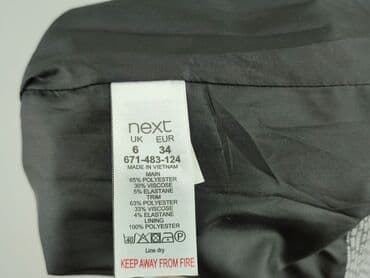 next
UK EUR
6 34
671-483-124
MADE IN VIETNAM
MAIN
65% POLYESTER
30% VISCOSE
5% ELASTANE
TRIM
63% POLYESTER
33% VISCOSE
4% ELASTANE
LINING
100% POLYESTER
40
Line dry
KEEP AWAY FROM FIRE